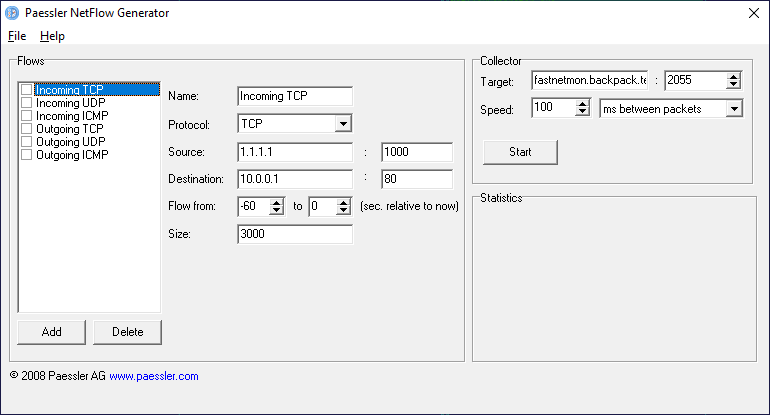 Paessler NetFlow Generator
File Help
Flows
Incoming TCP
Incoming UDP
Incoming ICMP
Outgoing TCP
Outgoing UDP
Outgoing ICMP
Add Delete
Name: Incoming TCP
Protocol: TCP
Source: 1.1.1.1 : 1000
Destination: 10.0.0.1 : 80
Flow from: -60 to 0 (sec. relative to now)
Size: 3000
Collector
Target: fastnetmon.backpack.te : 2055
Speed: 100 ms between packets
Start
Statistics
© 2008 Paessler AG www.paessler.com